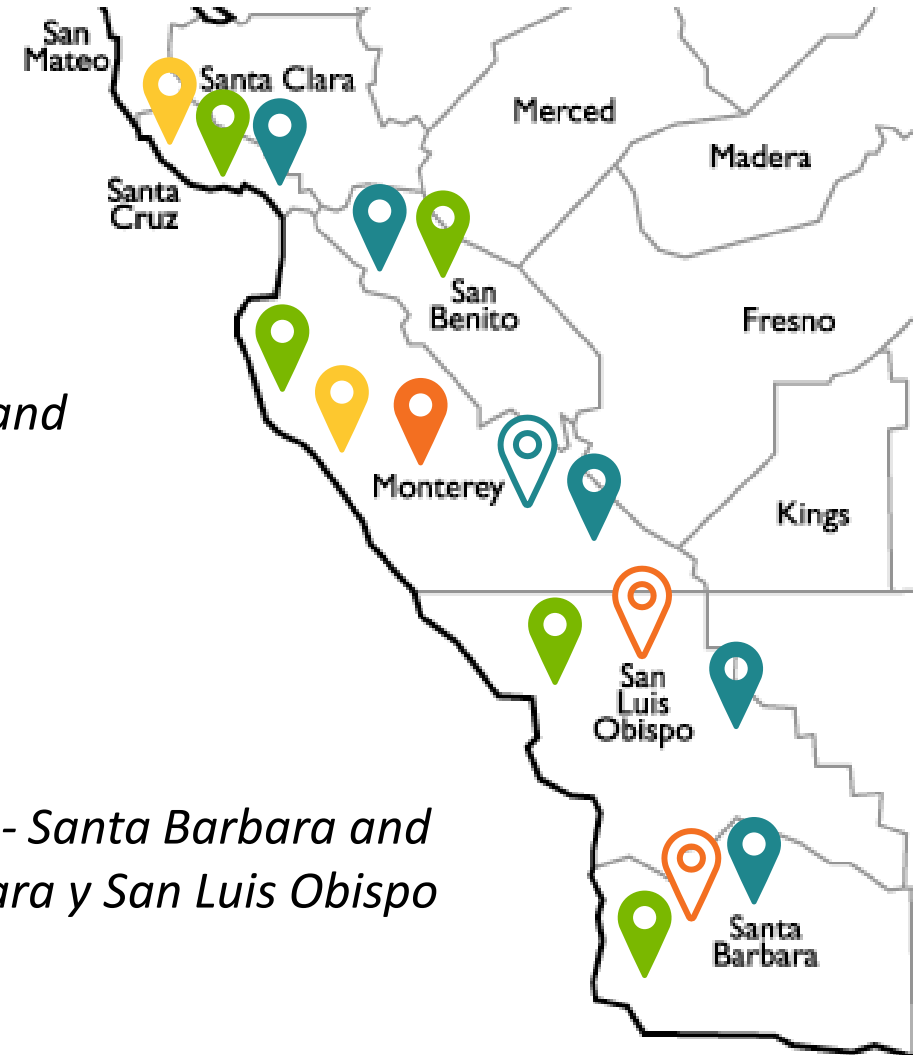 San
Mateo
Santa Clara
Merced
Madera
Santa
Cruz
San
Benito
Fresno
and
Monterey
Kings
San
Luis
Obispo
- Santa Barbara and
ara y San Luis Obispo
Santa
Barbara